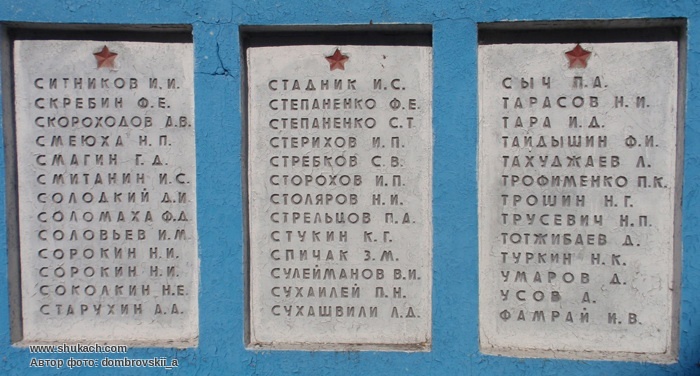 СИТНИКОВ И.И.
СКРЕБИН Ф.Е.
СКОРОХОДОВ А.В.
СМЕЮХА Н.П.
СМАГИН Г.Д.
СМИТАНИН И.С.
СОЛОДКИЙ Д.И.
СОЛОМАХА Ф.Д.
СОЛОВЬЕВ И.М.
СОРОКИН Н.И.
СОРОКИН Н.И.
СОКОЛКИН Н.Е.
СТАРУХИН А.А.
СТАДНИК И.С.
СТЕПАНЕНКО Ф.Е.
СТЕПАНЕНКО С.Т
СТЕРИХОВ И.П.
СТРЕБКОВ С.В.
СТОРОХОВ И.П.
СТОЛЯРОВ Н.И.
СТРЕЛЬЦОВ П.А.
СТУКИН К.Г.
СПИЧАК З.М.
СУЛЕЙМАНОВ В.И.
СУХАИЛЕЙ П.Н.
СУХАШВИЛИ Л.Д.
СЫЧ П.А.
ТАРАСОВ Н.И.
ТАРА И.Д.
ТАЙДЫШИН Ф.И.
ТАХУДЖАЕВ Л.
ТРОФИМЕНКО П.К.
ТРОШИН Н.Г.
ТРУСЕВИЧ Н.П.
ТОТЖИБАЕВ Д.
ТУРКИН Н.К.
УМАРОВ Д.
УСОВ А.
ФАМРАЙ И.В.
www.shukach.com
Автор фото: dombrovskii_a